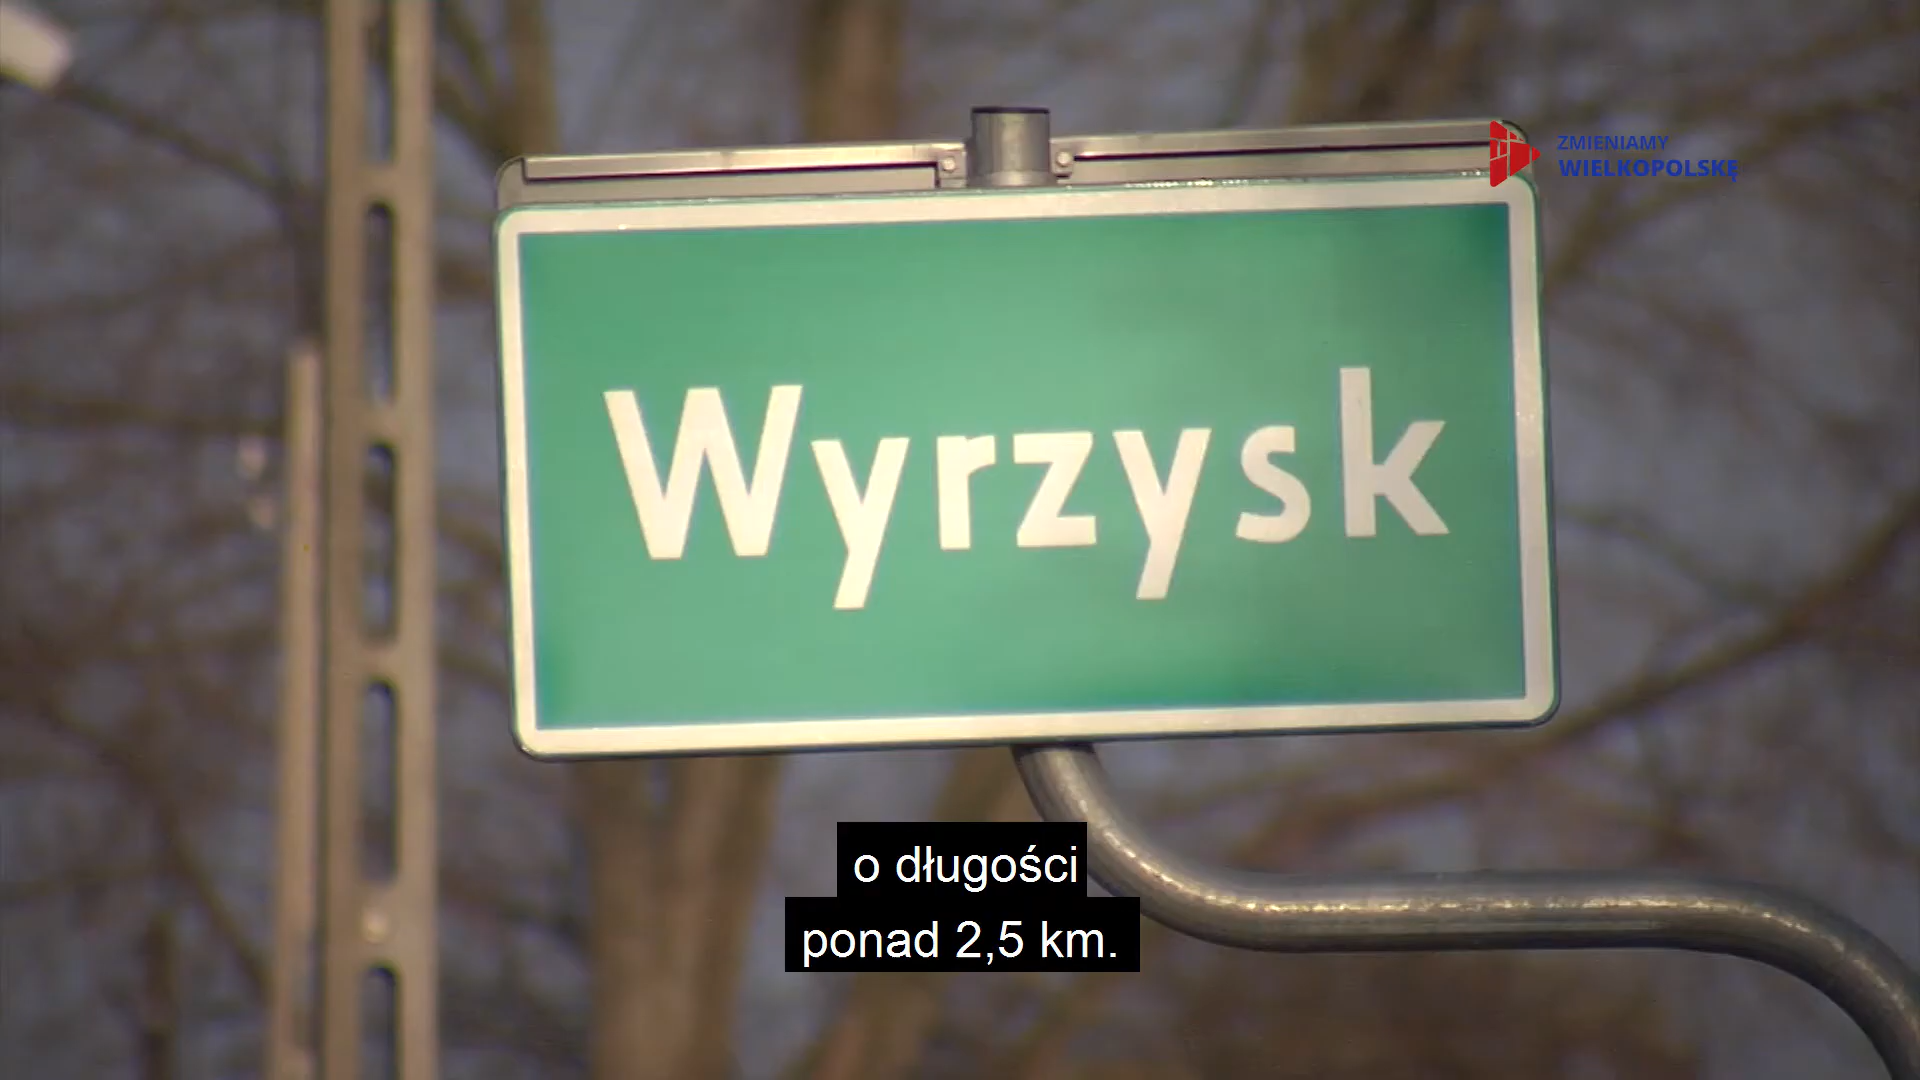 ZMIENIAMY
WIELKOPOLSKĘ
Wyrzysk
o długości
ponad 2,5 km.